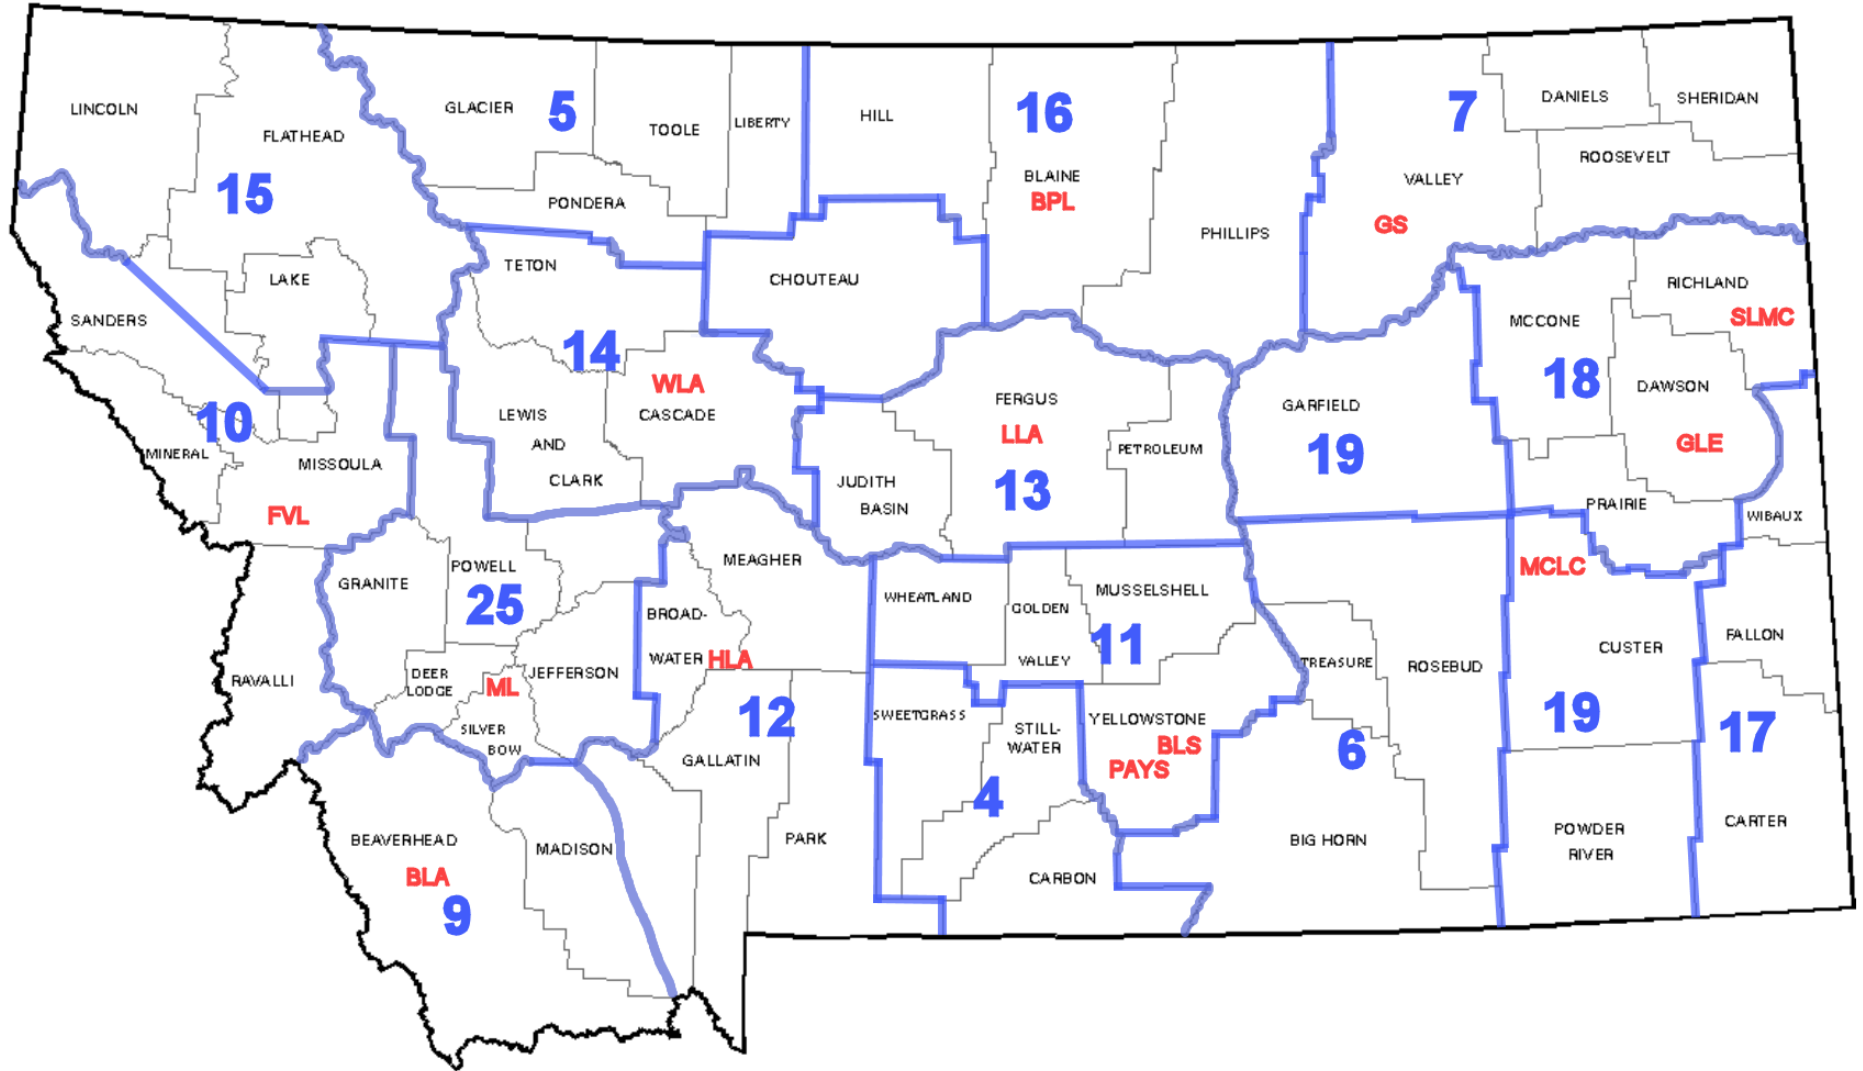 LINCOLN
FLATHEAD
15
GLACIER
5
TOOLE
LIBERTY
HILL
16
BLAINE
BPL
PHILLIPS
7
DANIELS
SHERIDAN
ROOSEVELT
VALLEY
GS
PONDERA
LAKE
SANDERS
TETON
14
CHOUTEAU
RICHLAND
SLMC
MCCONE
18
DAWSON
GLE
10
MINERAL
MISSOULA
FVL
LEWIS
AND
CLARK
WLA
CASCADE
JUDITH
BASIN
FERGUS
LLA
13
PETROLEUM
GARFIELD
19
PRAIRIE
WIBAUX
GRANITE
POWELL
25
MEAGHER
BROAD-
WATER
HLA
WHEATLAND
GOLDEN
VALLEY
MUSSELSHELL
11
MCLC
CUSTER
FALLON
RAVALLI
DEER
LODGE
ML
JEFFERSON
SILVER
BOW
12
GALLATIN
PARK
SWEETGRASS
STILL-
WATER
4
YELLOWSTONE
BLS
PAYS
TREASURE
6
ROSEBUD
19
17
BEAVERHEAD
BLA
9
MADISON
CARBON
BIG HORN
POWDER
RIVER
CARTER